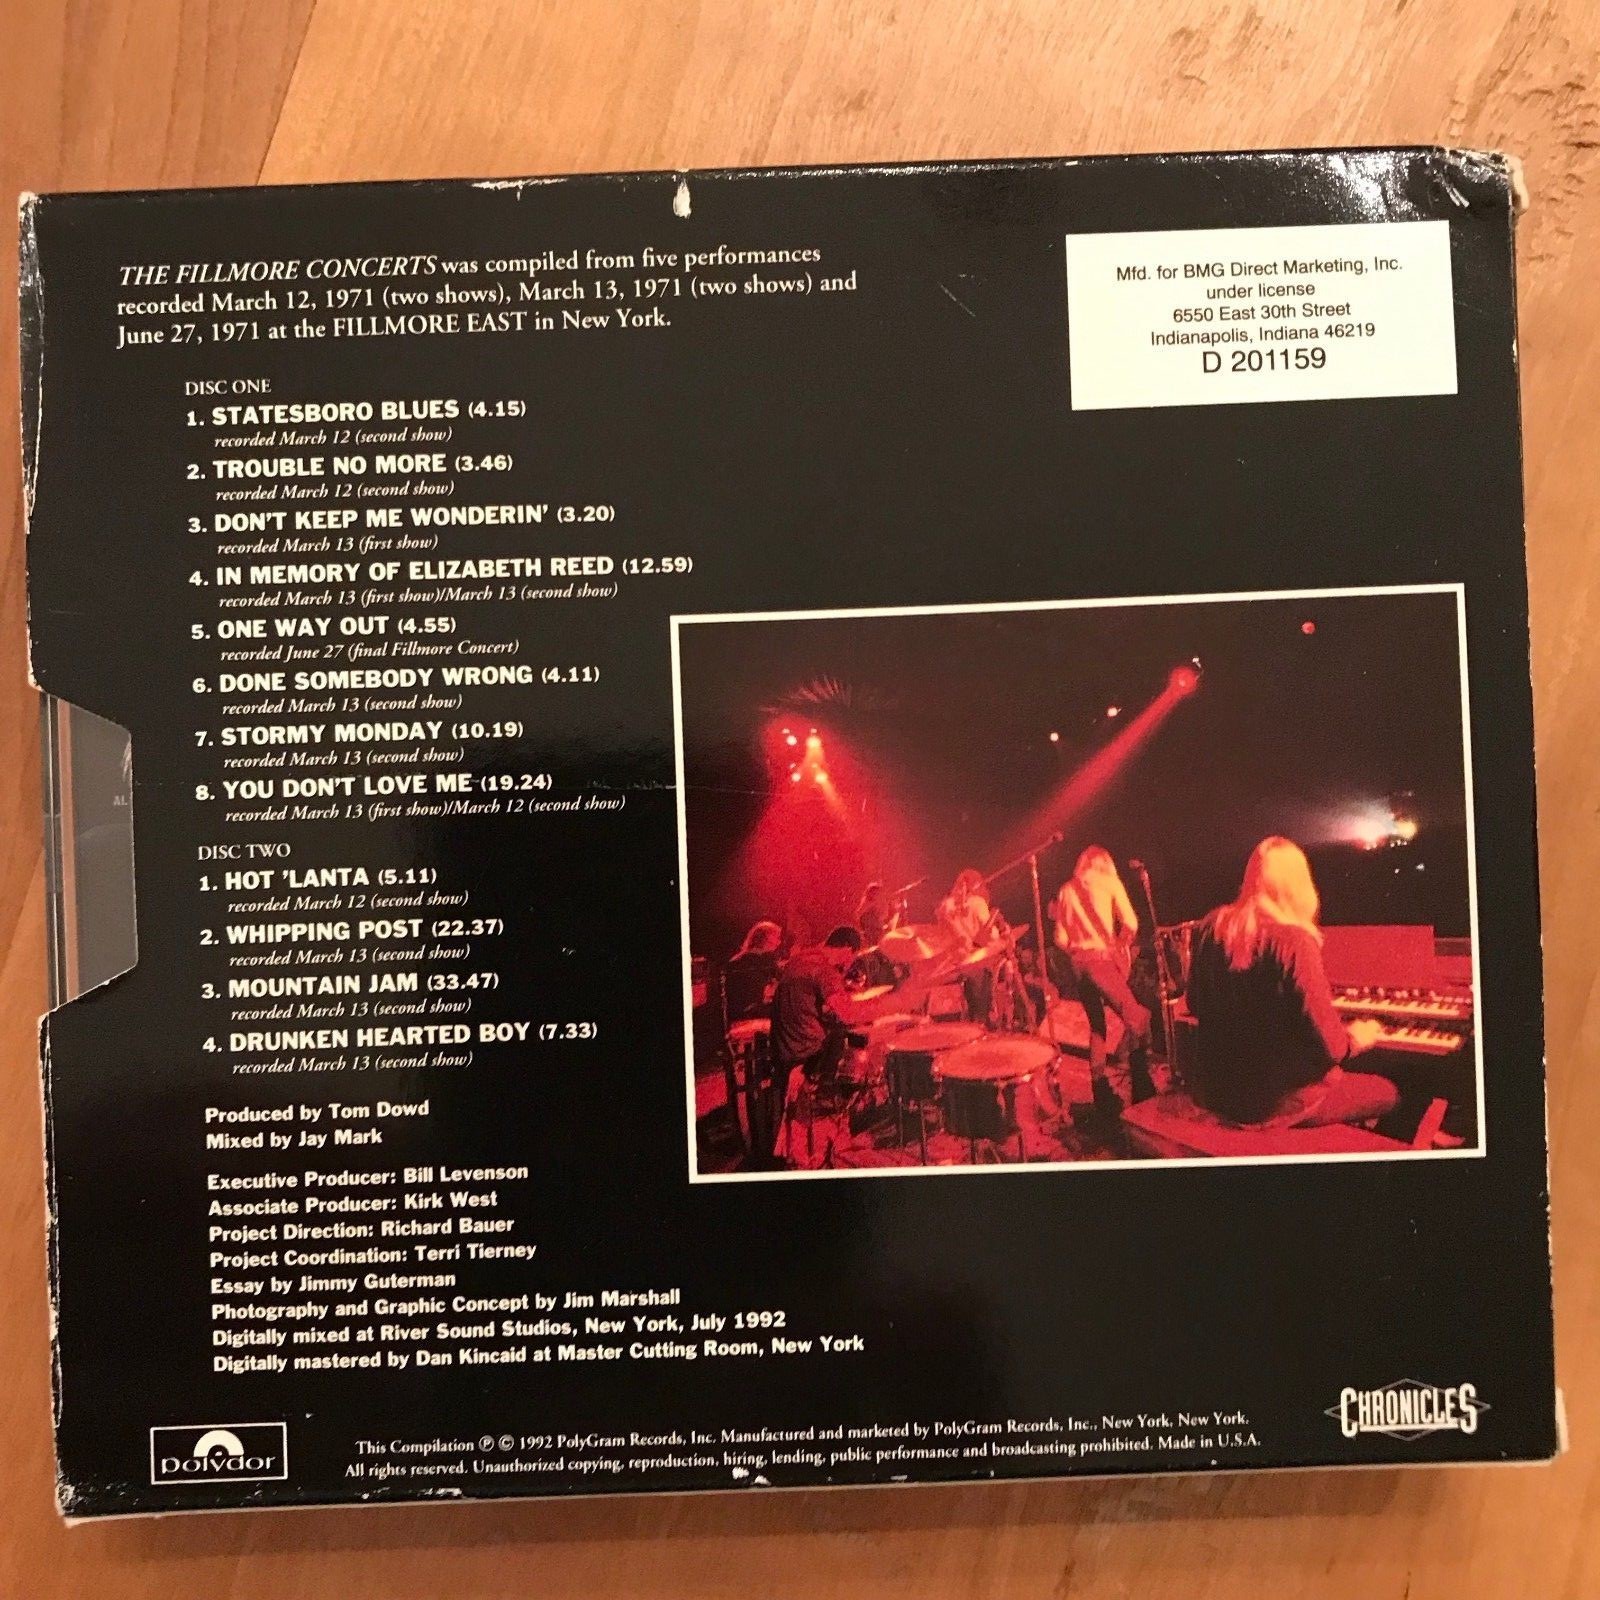 THE FILLMORE CONCERTS was compiled from five performances
recorded March 12, 1971 (two shows), March 13, 1971 (two shows) and
June 27, 1971 at the FILLMORE EAST in New York.
Mfd. for BMG Direct Marketing, Inc.
under license
6550 East 30th Street
Indianapolis, Indiana 46219
D 201159
DISC ONE
1. STATESBORO BLUES (4.15)
recorded March 12 (second show)
2. TROUBLE NO MORE (3.46)
recorded March 12 (second show)
3. DON'T KEEP ME WONDERIN' (3.20)
recorded March 13 (first show)
4. IN MEMORY OF ELIZABETH REED (12.59)
recorded March 13 (first show)/March 13 (second show)
5. ONE WAY OUT (4.55)
recorded June 27 (final Fillmore Concert)
6. DONE SOMEBODY WRONG (4.11)
recorded March 13 (second show)
7. STORMY MONDAY (10.19)
recorded March 13 (second show)
8. YOU DON'T LOVE ME (19.24)
recorded March 13 (first show)/March 12 (second show)
AL
DISC TWO
1. HOT 'LANTA (5.11)
recorded March 12 (second show)
2. WHIPPING POST (22.37)
recorded March 13 (second show)
3. MOUNTAIN JAM (33.47)
recorded March 13 (second show)
4. DRUNKEN HEARTED BOY (7.33)
recorded March 13 (second show)
Produced by Tom Dowd
Mixed by Jay Mark
Executive Producer: Bill Levenson
Associate Producer: Kirk West
Project Direction: Richard Bauer
Project Coordination: Terri Tierney
Essay by Jimmy Guterman
Photography and Graphic Concept by Jim Marshall
Digitally mixed at River Sound Studios, New York, July 1992
Digitally mastered by Dan Kincaid at Master Cutting Room, New York
CHRONICLES
polydor
This Compilation ℗ © 1992 PolyGram Records, Inc. Manufactured and marketed by PolyGram Records, Inc., New York, New York.
All rights reserved. Unauthorized copying, reproduction, hiring, lending, public performance and broadcasting prohibited. Made in U.S.A.